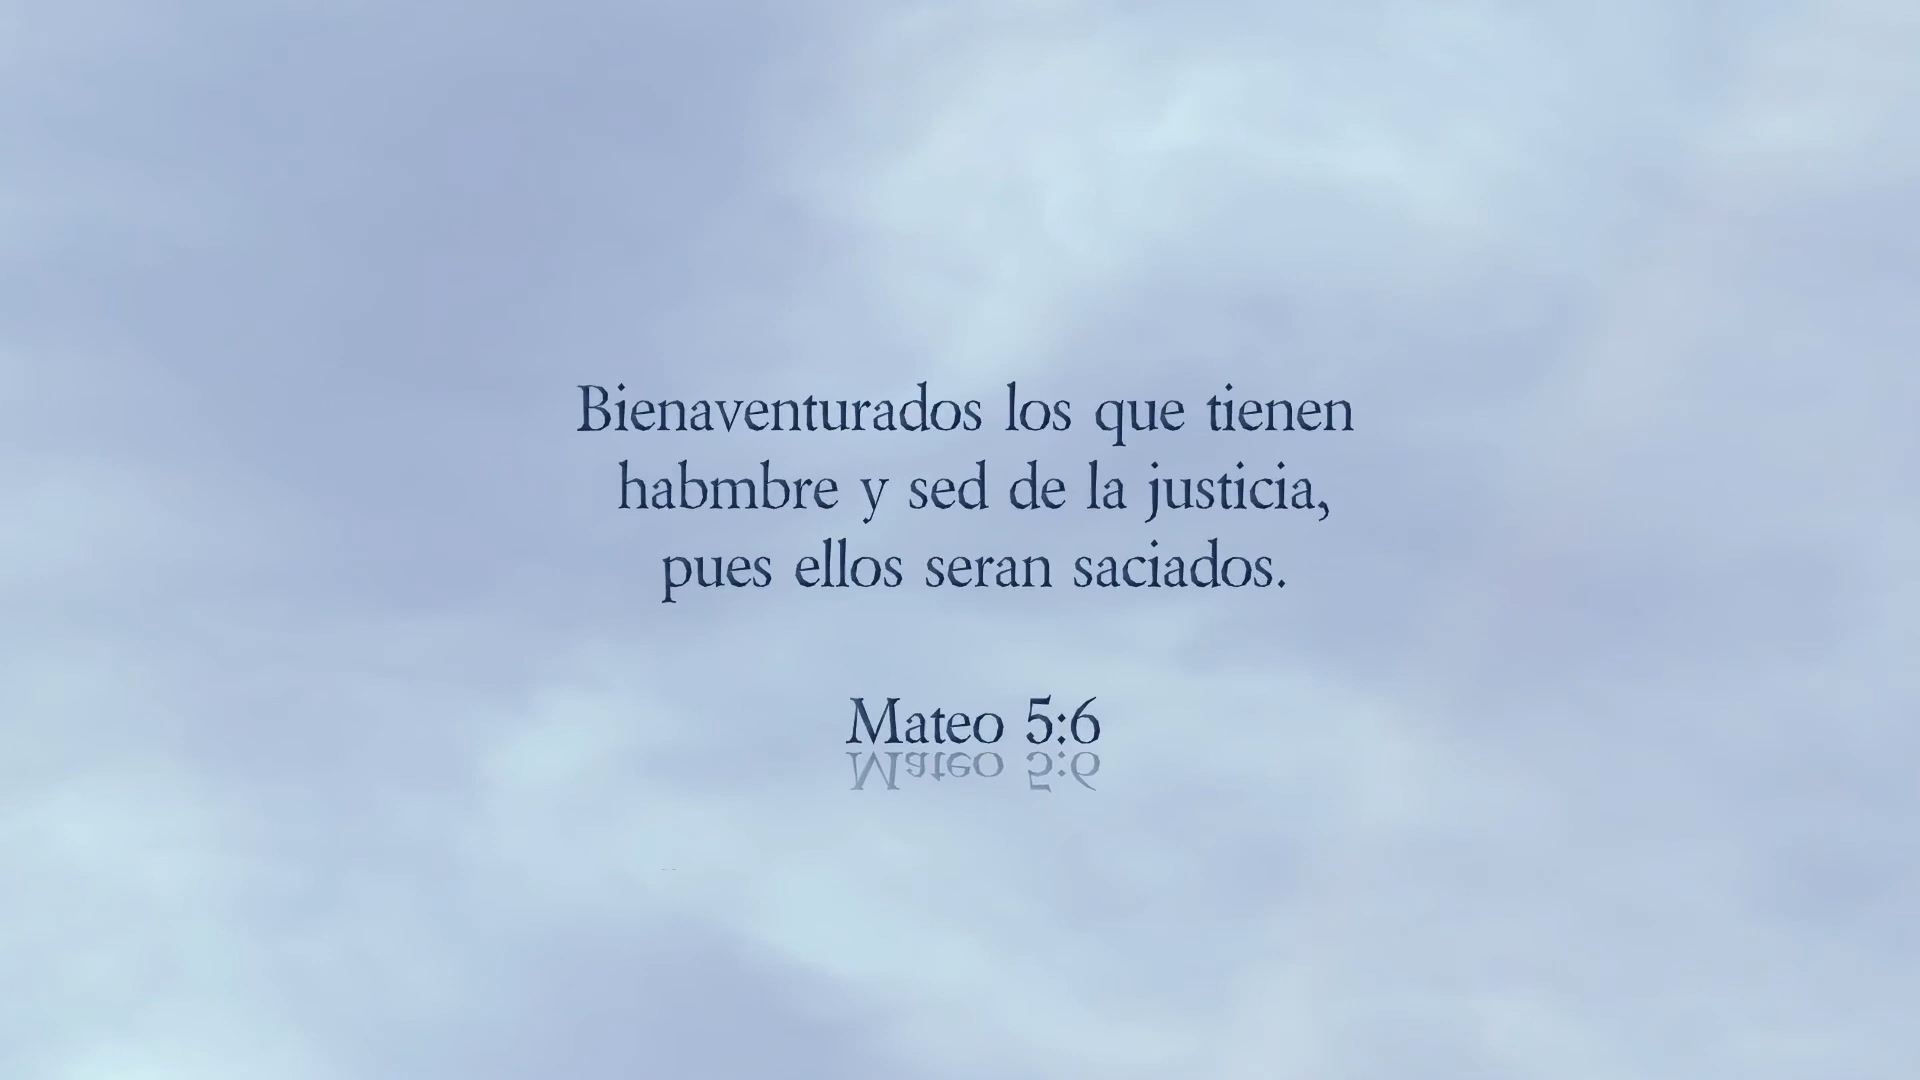 Bienaventurados los que tienen
habmbre y sed de la justicia,
pues ellos seran saciados.
Mateo 5:6